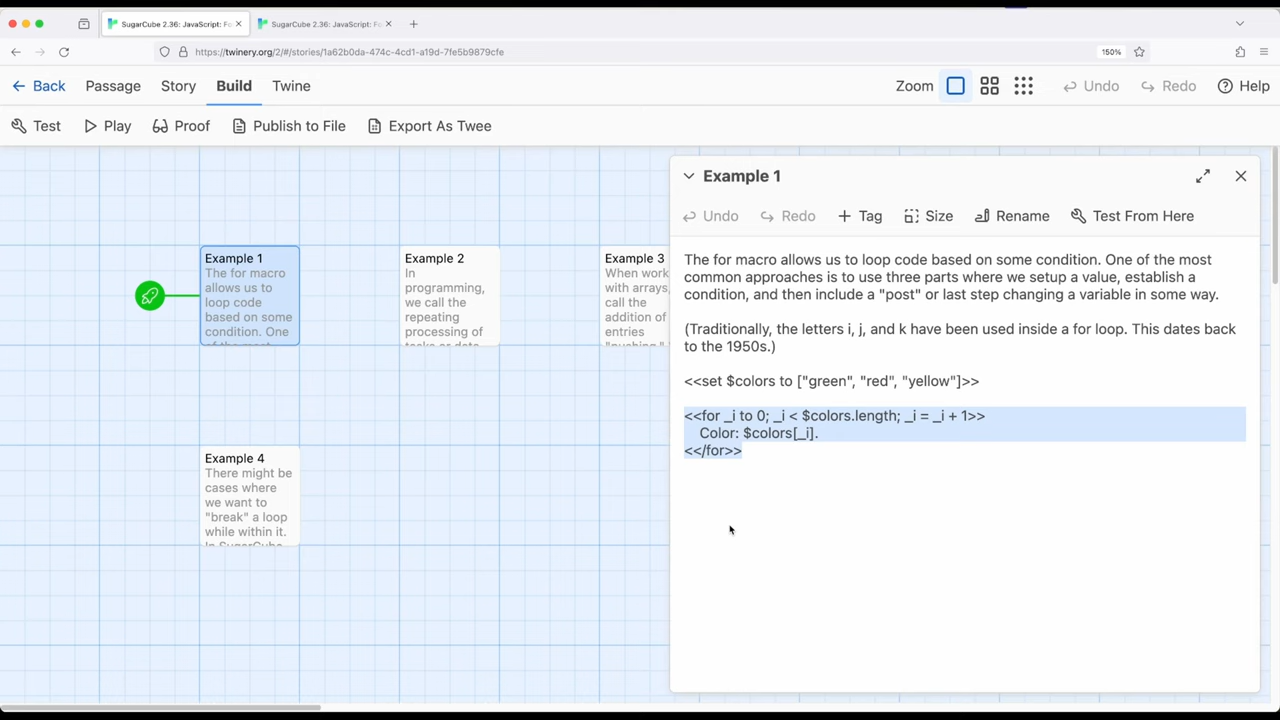 SugarCube 2.36: JavaScript: Fo
SugarCube 2.36: JavaScript: Fo
https://twinery.org/2/#/stories/1a62b0da-474c-4cd1-a19d-7fe5b9879cfe
150%
Back
Passage
Story
Build
Twine
Zoom
Undo
Redo
Help
Test
Play
Proof
Publish to File
Export As Twee
Example 1
The for macro
allows us to
loop code
based on some
condition. One
of the most
Example 2
In
programming,
we call the
repeating
processing of
tasks or data
Example 3
When work
with arrays,
call the
addition of
entries
"pushing."
Example 4
There might be
cases where
we want to
"break" a loop
while within it.
In SugarCube
Example 1
Undo
Redo
Tag
Size
Rename
Test From Here
The for macro allows us to loop code based on some condition. One of the most
common approaches is to use three parts where we setup a value, establish a
condition, and then include a "post" or last step changing a variable in some way.
(Traditionally, the letters i, j, and k have been used inside a for loop. This dates back
to the 1950s.)
<<set $colors to ["green", "red", "yellow"]>>
<<for _i to 0; _i < $colors.length; _i = _i + 1>>
Color: $colors[_i].
<</for>>